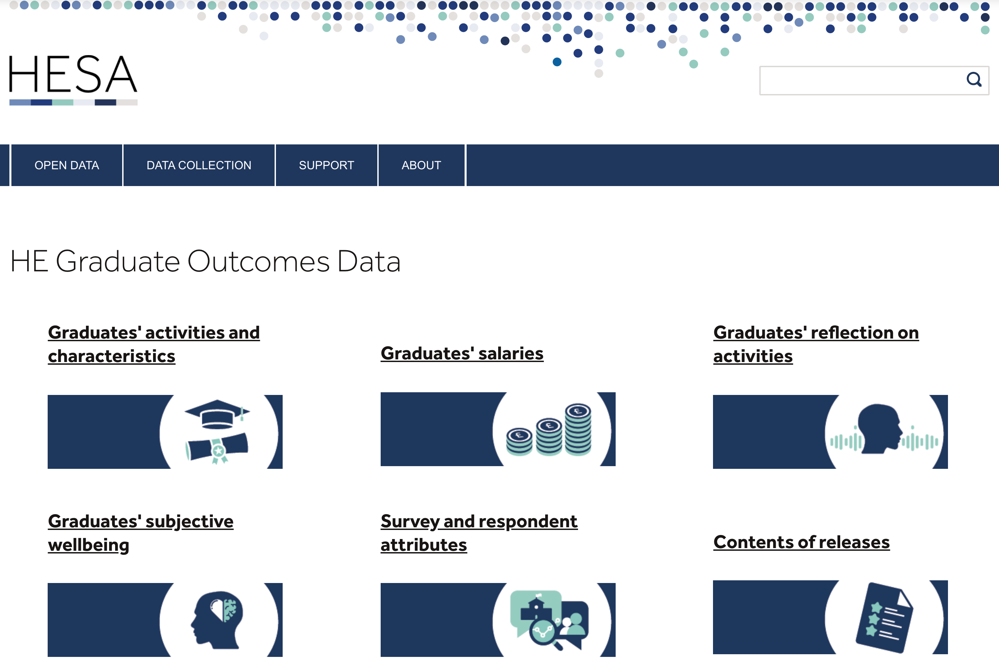 HESA
OPEN DATA
DATA COLLECTION
SUPPORT
ABOUT
HE Graduate Outcomes Data
Graduates' activities and
characteristics
Graduates' salaries
Graduates' reflection on
activities
£
£
£
Graduates' subjective
wellbeing
Survey and respondent
attributes
Contents of releases